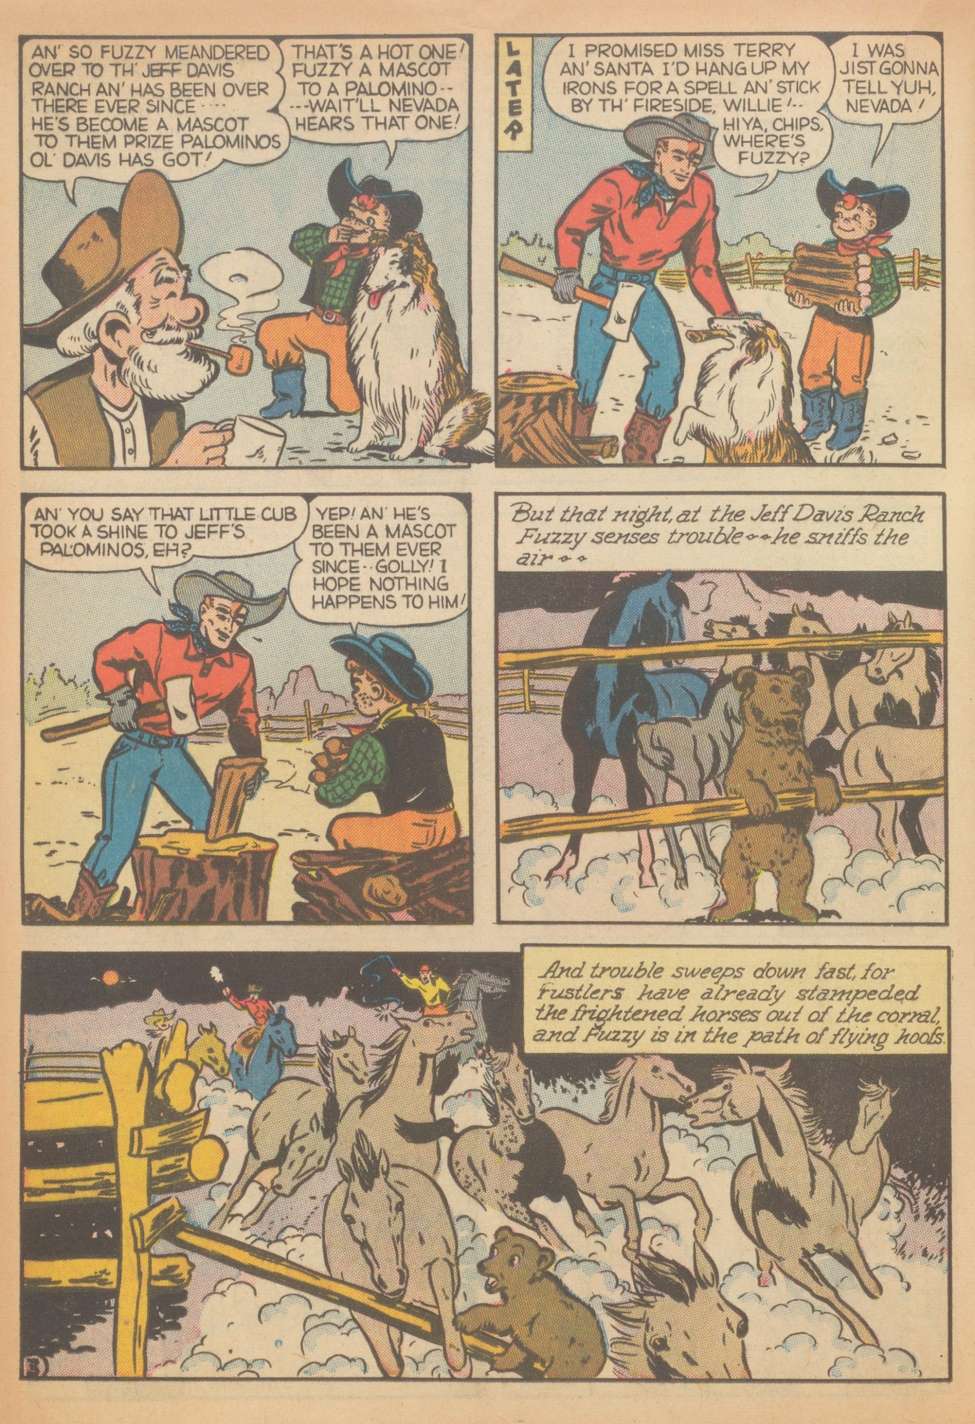 AN' SO FUZZY MEANDERED
OVER TO TH' JEFF DAVIS
RANCH AN' HAS BEEN OVER
THERE EVER SINCE ----
HE'S BECOME A MASCOT
TO THEM PRIZE PALOMINOS
OL' DAVIS HAS GOT!
THAT'S A HOT ONE!
FUZZY A MASCOT
TO A PALOMINO--
---WAIT'LL NEVADA
HEARS THAT ONE!
LATER
I PROMISED MISS TERRY
AN' SANTA I'D HANG UP MY
IRONS FOR A SPELL AN' STICK
BY TH' FIRESIDE, WILLIE!--
HIYA, CHIPS,
WHERE'S
FUZZY?
I WAS
JIST GONNA
TELL YUH,
NEVADA!
AN' YOU SAY THAT LITTLE CUB
TOOK A SHINE TO JEFF'S
PALOMINOS, EH?
YEP! AN' HE'S
BEEN A MASCOT
TO THEM EVER
SINCE--GOLLY! I
HOPE NOTHING
HAPPENS TO HIM!
But that night, at the Jeff Davis Ranch
Fuzzy senses trouble--he sniffs the
air--
And trouble sweeps down fast, for
rustlers have already stampeded
the frightened horses out of the corral,
and Fuzzy is in the path of flying hoofs.